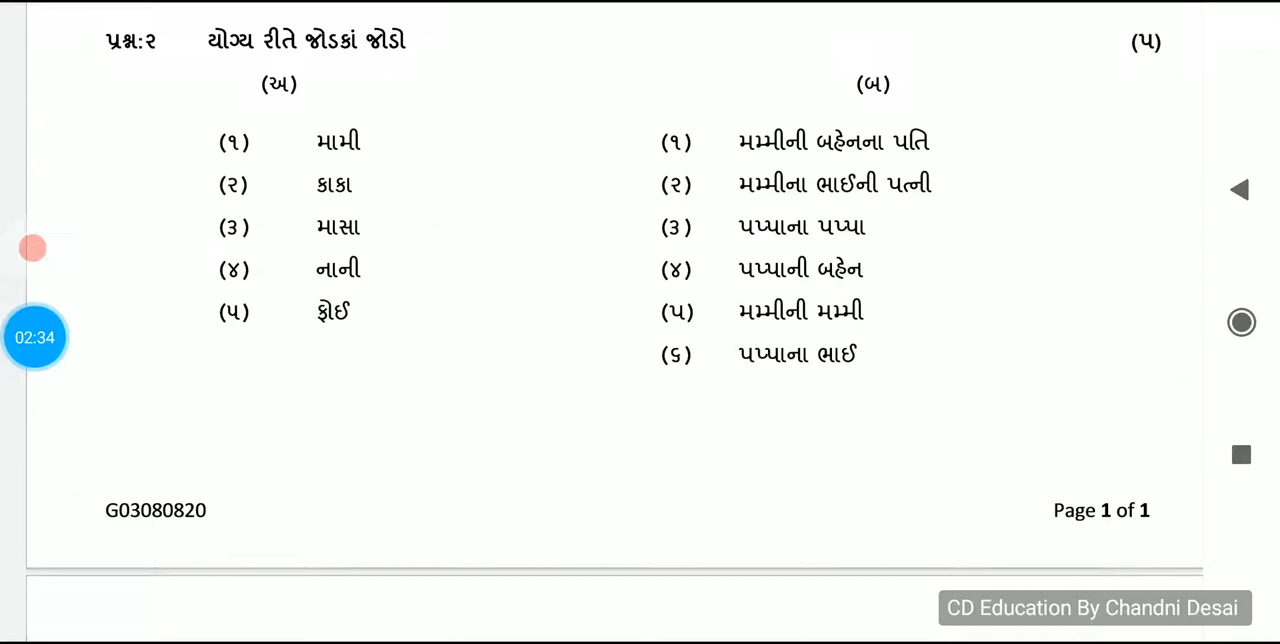 પ્રશ્ન:૨ યોગ્ય રીતે જોડકાં જોડો (૫)
(અ) (બ)
(૧) મામી (૧) મમ્મીની બહેનના પતિ
(૨) કાકા (૨) મમ્મીના ભાઈની પત્ની
(૩) માસા (૩) પપ્પાના પપ્પા
(૪) નાની (૪) પપ્પાની બહેન
(૫) ફોઈ (૫) મમ્મીની મમ્મી
(૬) પપ્પાના ભાઈ
02:34
G03080820 Page 1 of 1
CD Education By Chandni Desai